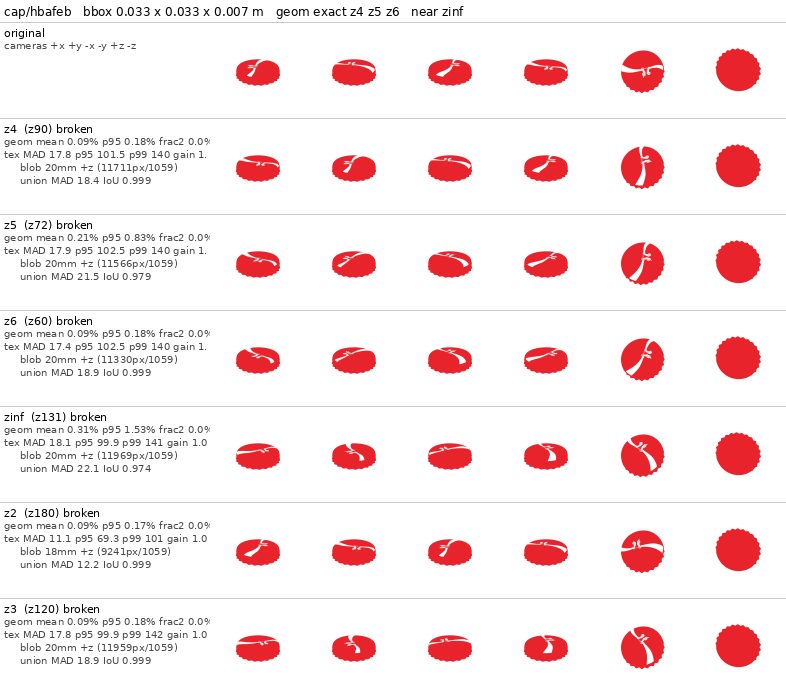 cap/hbafeb   bbox 0.033 x 0.033 x 0.007 m   geom exact z4 z5 z6   near zinf
original
cameras +x +y -x -y +z -z
z4  (z90) broken
geom mean 0.09% p95 0.18% frac2 0.0%
tex MAD 17.8 p95 101.5 p99 140 gain 1.
blob 20mm +z (11711px/1059)
union MAD 18.4 IoU 0.999
z5  (z72) broken
geom mean 0.21% p95 0.83% frac2 0.0%
tex MAD 17.9 p95 102.5 p99 140 gain 1.
blob 20mm +z (11566px/1059)
union MAD 21.5 IoU 0.979
z6  (z60) broken
geom mean 0.09% p95 0.18% frac2 0.0%
tex MAD 17.4 p95 102.5 p99 140 gain 1.
blob 20mm +z (11330px/1059)
union MAD 18.9 IoU 0.999
zinf  (z131) broken
geom mean 0.31% p95 1.53% frac2 0.0%
tex MAD 18.1 p95 99.9 p99 141 gain 1.0
blob 20mm +z (11969px/1059)
union MAD 22.1 IoU 0.974
z2  (z180) broken
geom mean 0.09% p95 0.17% frac2 0.0%
tex MAD 11.1 p95 69.3 p99 101 gain 1.0
blob 18mm +z (9241px/1059)
union MAD 12.2 IoU 0.999
z3  (z120) broken
geom mean 0.09% p95 0.18% frac2 0.0%
tex MAD 17.8 p95 99.9 p99 142 gain 1.0
blob 20mm +z (11959px/1059)
union MAD 18.9 IoU 0.999